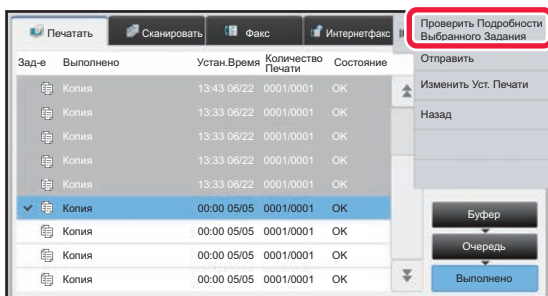 Печатать Сканировать Факс Интернетфакс
Проверить Подробности
Выбранного Задания
Отправить
Изменить Уст. Печати
Назад
Зад-е Выполнено Устан.Время Количество Печати Состояние
Копия 13:43 06/22 0001/0001 OK
Копия 13:33 06/22 0001/0001 OK
Копия 13:33 06/22 0001/0001 OK
Копия 13:33 06/22 0001/0001 OK
Копия 13:33 06/22 0001/0001 OK
Копия 00:00 05/05 0001/0001 OK
Копия 00:00 05/05 0001/0001 OK
Копия 00:00 05/05 0001/0001 OK
Копия 00:00 05/05 0001/0001 OK
Буфер
Очередь
Выполнено